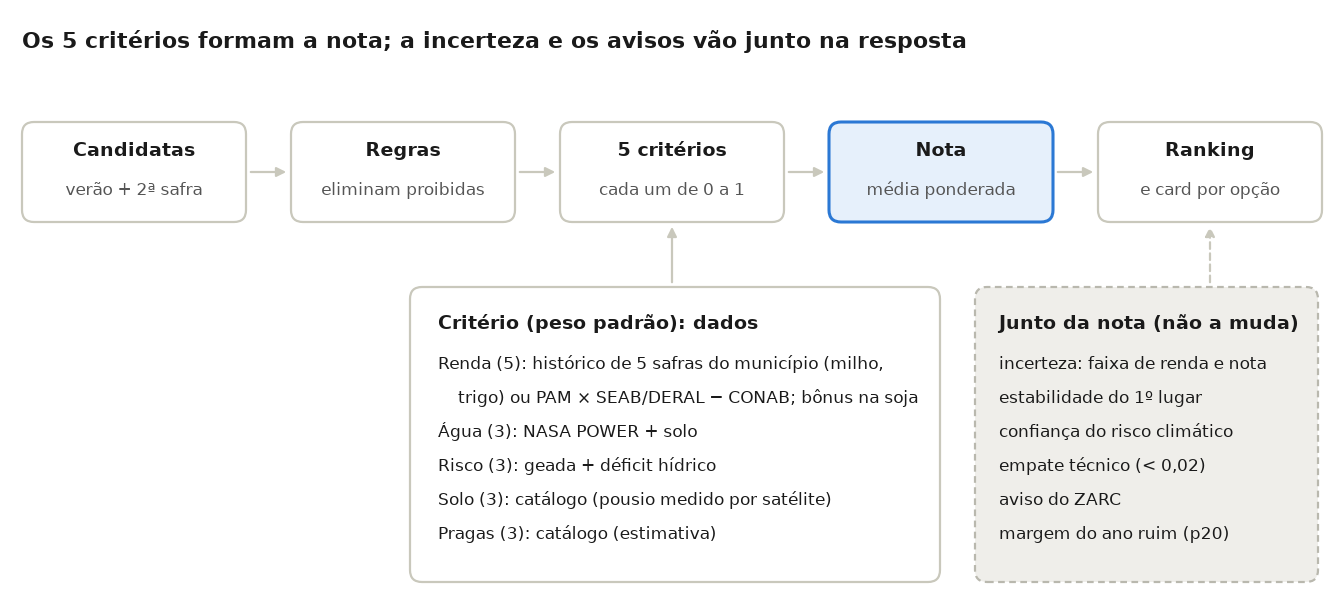 Os 5 critérios formam a nota; a incerteza e os avisos vão junto na resposta
Candidatas
verão + 2ª safra
Regras
eliminam proibidas
5 critérios
cada um de 0 a 1
Nota
média ponderada
Ranking
e card por opção
Critério (peso padrão): dados
Renda (5): histórico de 5 safras do município (milho,
trigo) ou PAM × SEAB/DERAL − CONAB; bônus na soja
Água (3): NASA POWER + solo
Risco (3): geada + déficit hídrico
Solo (3): catálogo (pousio medido por satélite)
Pragas (3): catálogo (estimativa)
Junto da nota (não a muda)
incerteza: faixa de renda e nota
estabilidade do 1º lugar
confiança do risco climático
empate técnico (< 0,02)
aviso do ZARC
margem do ano ruim (p20)